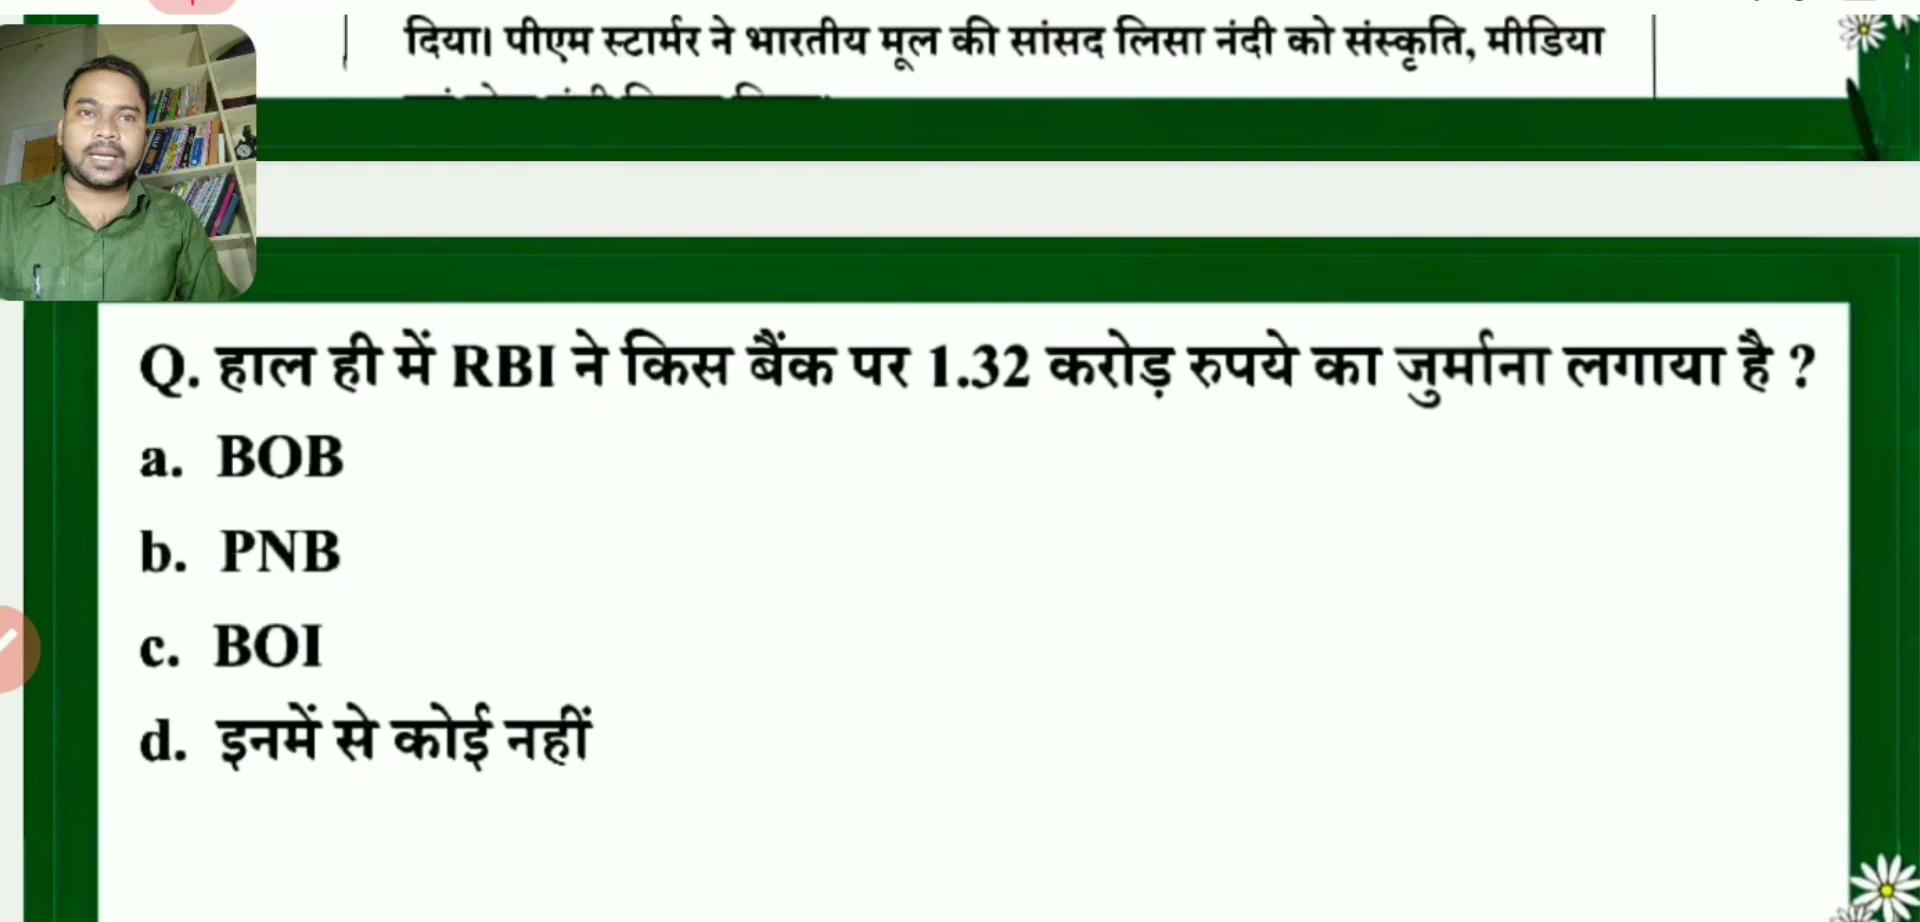 दिया। पीएम स्टार्मर ने भारतीय मूल की सांसद लिसा नंदी को संस्कृति, मीडिया
Q. हाल ही में RBI ने किस बैंक पर 1.32 करोड़ रुपये का जुर्माना लगाया है ?
a. BOB
b. PNB
c. BOI
d. इनमें से कोई नहीं